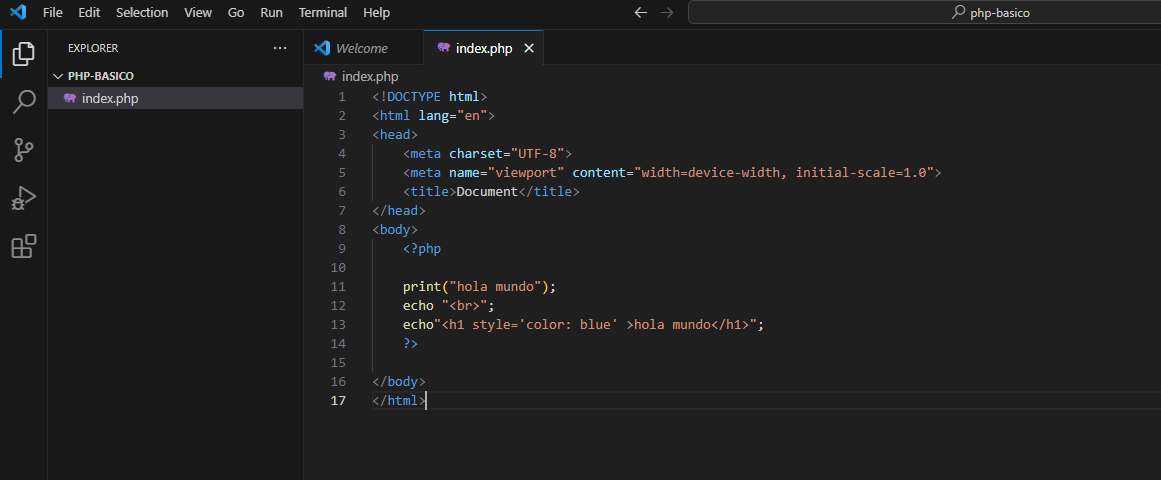 File Edit Selection View Go Run Terminal Help
php-basico
EXPLORER
Welcome
index.php
PHP-BASICO
index.php
index.php
1 <!DOCTYPE html>
2 <html lang="en">
3 <head>
4 <meta charset="UTF-8">
5 <meta name="viewport" content="width=device-width, initial-scale=1.0">
6 <title>Document</title>
7 </head>
8 <body>
9 <?php
10
11 print("hola mundo");
12 echo "<br>";
13 echo"<h1 style='color: blue' >hola mundo</h1>";
14 ?>
15
16 </body>
17 </html>